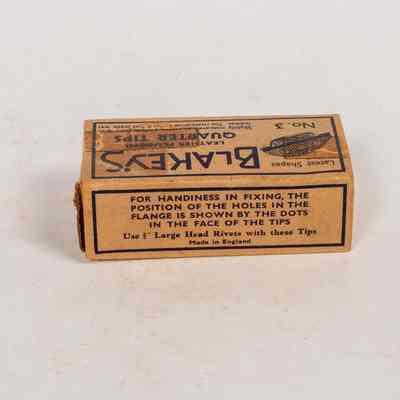 Latest Shapes
No. 3
BLAKEY'S
LEATHER
QUARTER TIPS
FOR HANDINESS IN FIXING, THE
POSITION OF THE HOLES IN THE
FLANGE IS SHOWN BY THE DOTS
IN THE FACE OF THE TIPS
Large Head Rivets with these Tips
Made in England